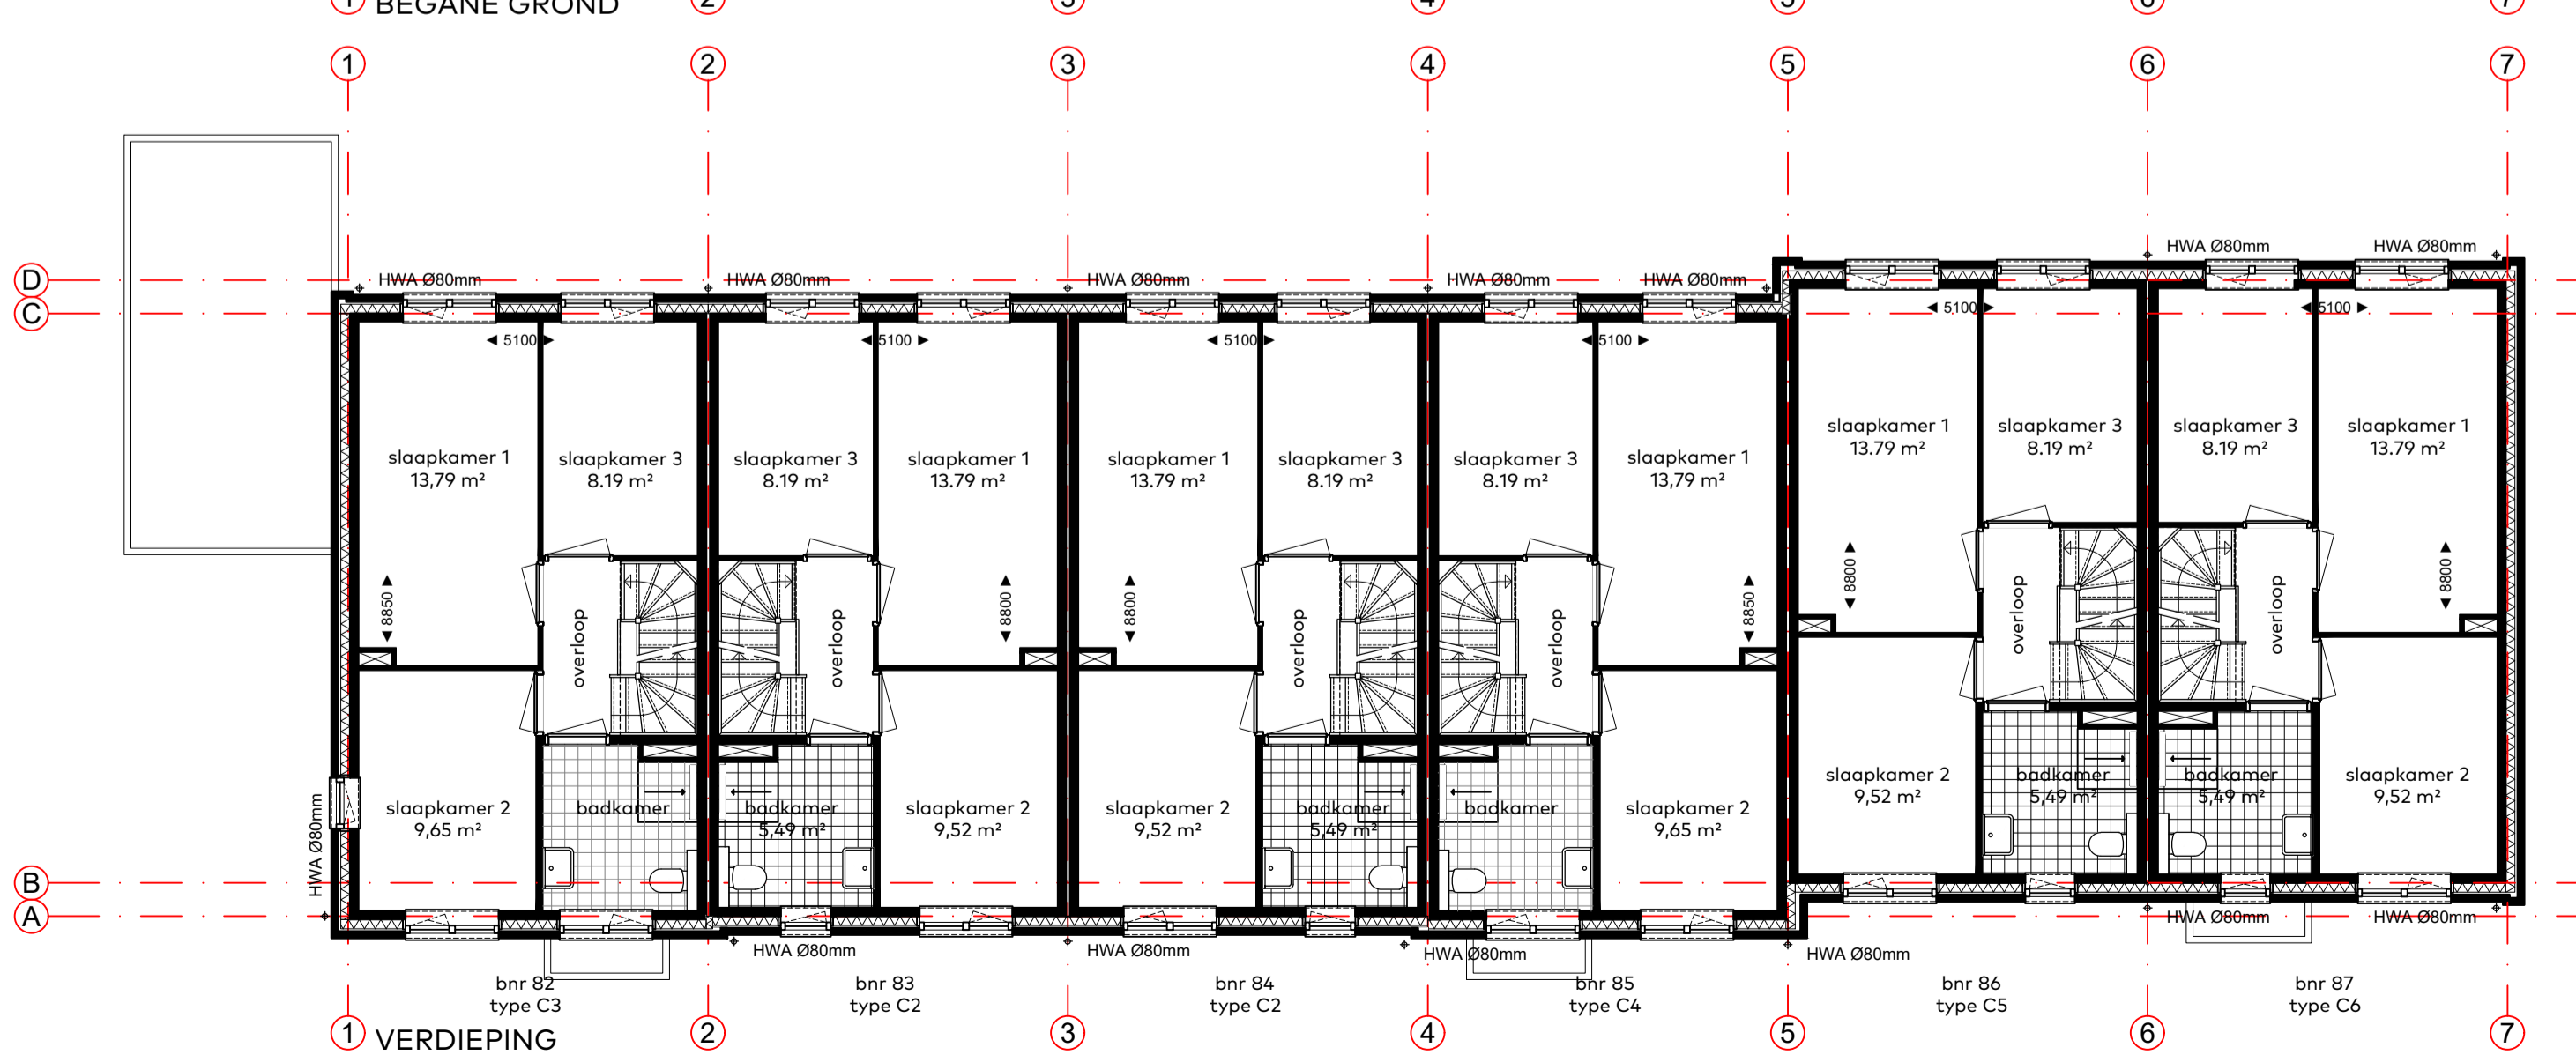 1 BEGANE GROND 2 3 4 5 6 7
1 2 3 4 5 6 7
HWA Ø80mm HWA Ø80mm
D HWA Ø80mm HWA Ø80mm HWA Ø80mm HWA Ø80mm HWA Ø80mm
C
5100 5100
5100 5100 5100 5100
slaapkamer 1 slaapkamer 3 slaapkamer 3 slaapkamer 1
13.79 m² 8.19 m² 8.19 m² 13.79 m²
slaapkamer 1 slaapkamer 3 slaapkamer 3 slaapkamer 1 slaapkamer 1 slaapkamer 3 slaapkamer 3 slaapkamer 1
13,79 m² 8.19 m² 8.19 m² 13.79 m² 13.79 m² 8.19 m² 8.19 m² 13,79 m²
8800 8800
8850 8800 8800 8850
overloop overloop
overloop overloop overloop overloop
slaapkamer 2 badkamer badkamer slaapkamer 2
9,52 m² 5,49 m² 5,49 m² 9,52 m²
slaapkamer 2 badkamer badkamer slaapkamer 2 slaapkamer 2 badkamer badkamer slaapkamer 2
9,65 m² 5,49 m² 9,52 m² 9,52 m² 5,49 m² 9,65 m²
HWA Ø80mm
B
A
HWA Ø80mm HWA Ø80mm
HWA Ø80mm HWA Ø80mm HWA Ø80mm HWA Ø80mm
bnr 82 bnr 83 bnr 84 bnr 85 bnr 86 bnr 87
type C3 type C2 type C2 type C4 type C5 type C6
1 VERDIEPING 2 3 4 5 6 7